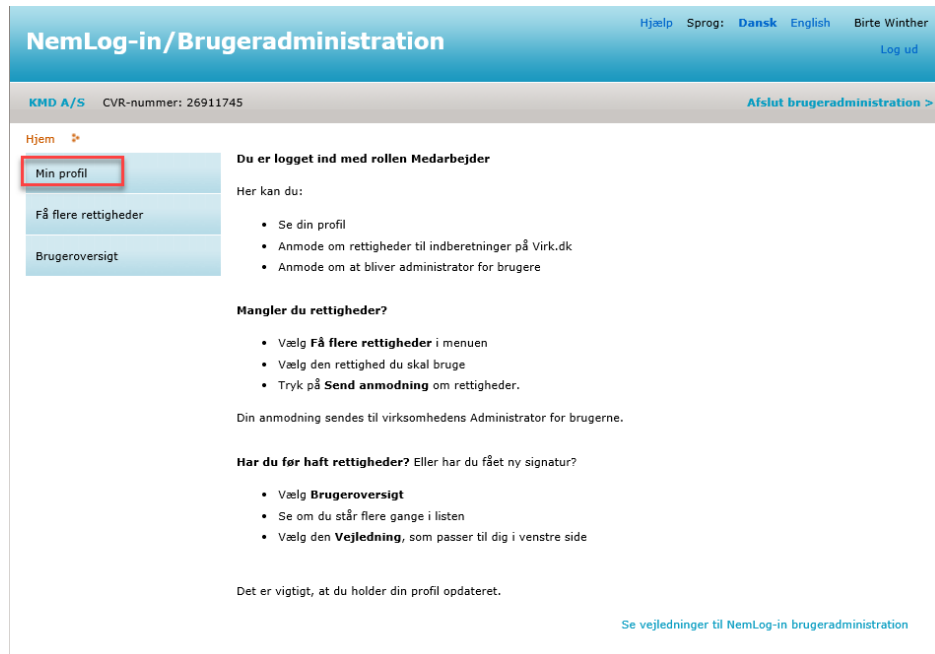 Hjælp Sprog: Dansk English Birte Winther
NemLog-in/Brugeradministration
Log ud
KMD A/S CVR-nummer: 26911745 Afslut brugeradministration >
Hjem
Min profil
Få flere rettigheder
Brugeroversigt
Du er logget ind med rollen Medarbejder
Her kan du:
• Se din profil
• Anmode om rettigheder til indberetninger på Virk.dk
• Anmode om at bliver administrator for brugere
Mangler du rettigheder?
• Vælg Få flere rettigheder i menuen
• Vælg den rettighed du skal bruge
• Tryk på Send anmodning om rettigheder.
Din anmodning sendes til virksomhedens Administrator for brugerne.
Har du før haft rettigheder? Eller har du fået ny signatur?
• Vælg Brugeroversigt
• Se om du står flere gange i listen
• Vælg den Vejledning, som passer til dig i venstre side
Det er vigtigt, at du holder din profil opdateret.
Se vejledninger til NemLog-in brugeradministration